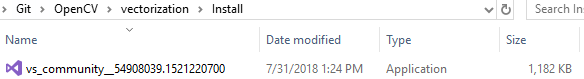 Git > OpenCV > vectorization > Install
Search Ins
Name Date modified Type Size
vs_community__54908039.1521220700 7/31/2018 1:24 PM Application 1,182 KB